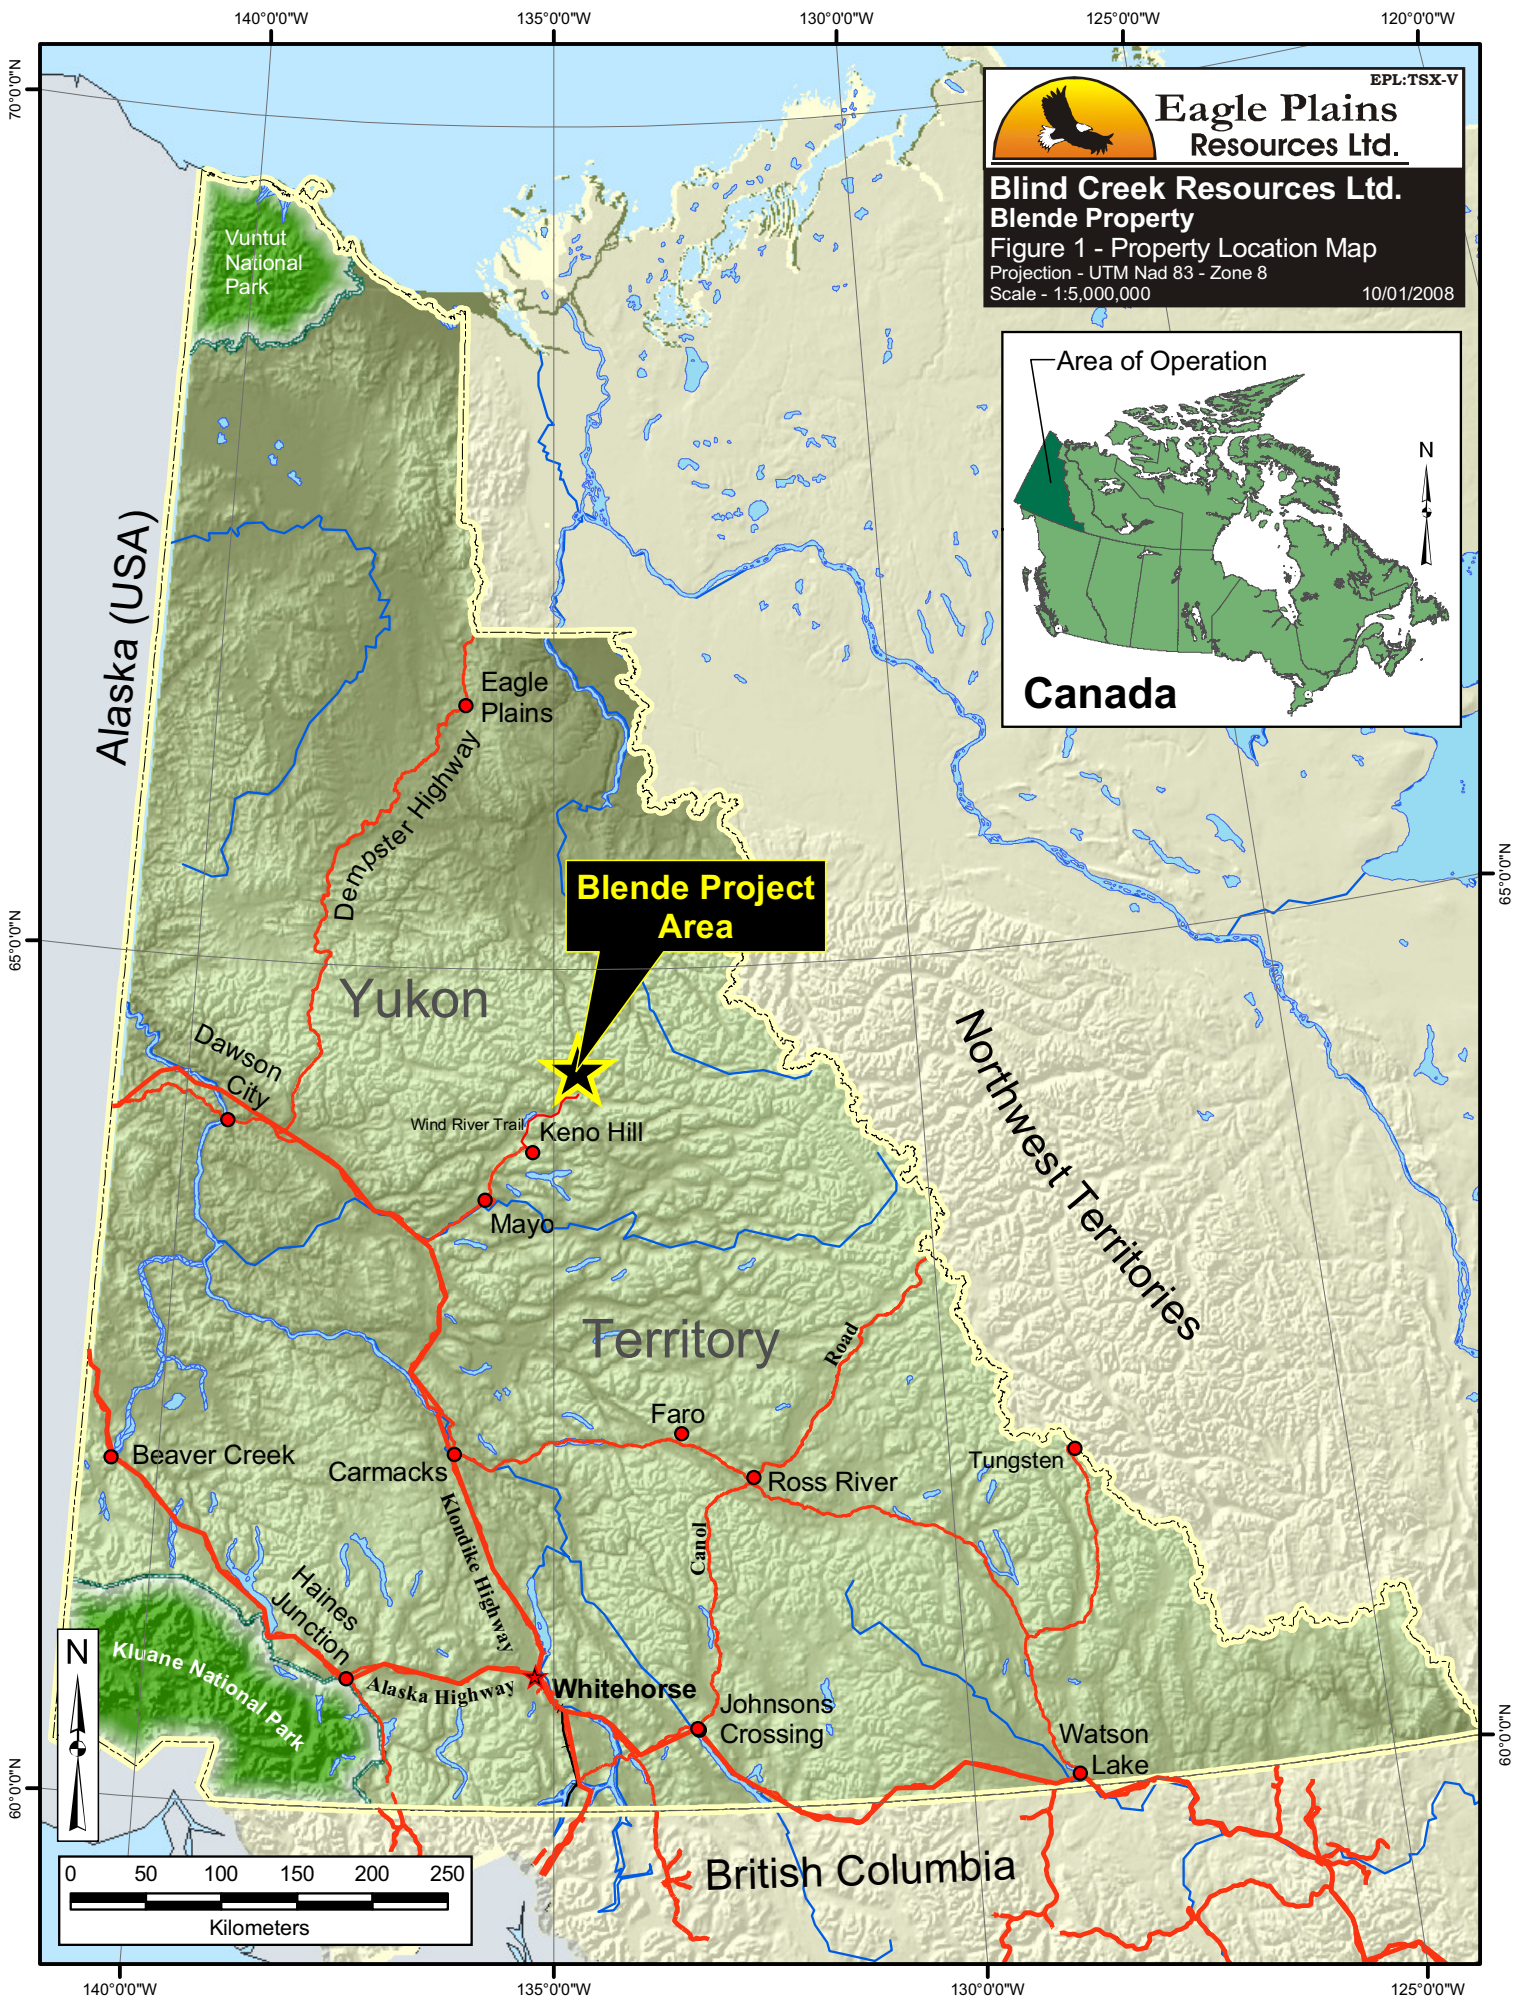 140°0'0"W
135°0'0"W
130°0'0"W
125°0'0"W
120°0'0"W
70°0'0"N
EPL:TSX-V
Eagle Plains
Resources Ltd.
Blind Creek Resources Ltd.
Blende Property
Figure 1 - Property Location Map
Projection - UTM Nad 83 - Zone 8
Scale - 1:5,000,000
10/01/2008
Area of Operation
N
Canada
Vuntut
National
Park
Alaska (USA)
Eagle
Plains
Dempster Highway
Blende Project
Area
65°0'0"N
65°0'0"N
Yukon
Dawson
City
Northwest Territories
Wind River Trail
Keno Hill
Mayo
Territory
Road
Faro
Beaver Creek
Carmacks
Ross River
Tungsten
Klondike Highway
Canol
Haines
Junction
Kluane National Park
Alaska Highway
Whitehorse
Johnsons
Crossing
Watson
Lake
N
60°0'0"N
60°0'0"N
British Columbia
0 50 100 150 200 250
Kilometers
140°0'0"W
135°0'0"W
130°0'0"W
125°0'0"W